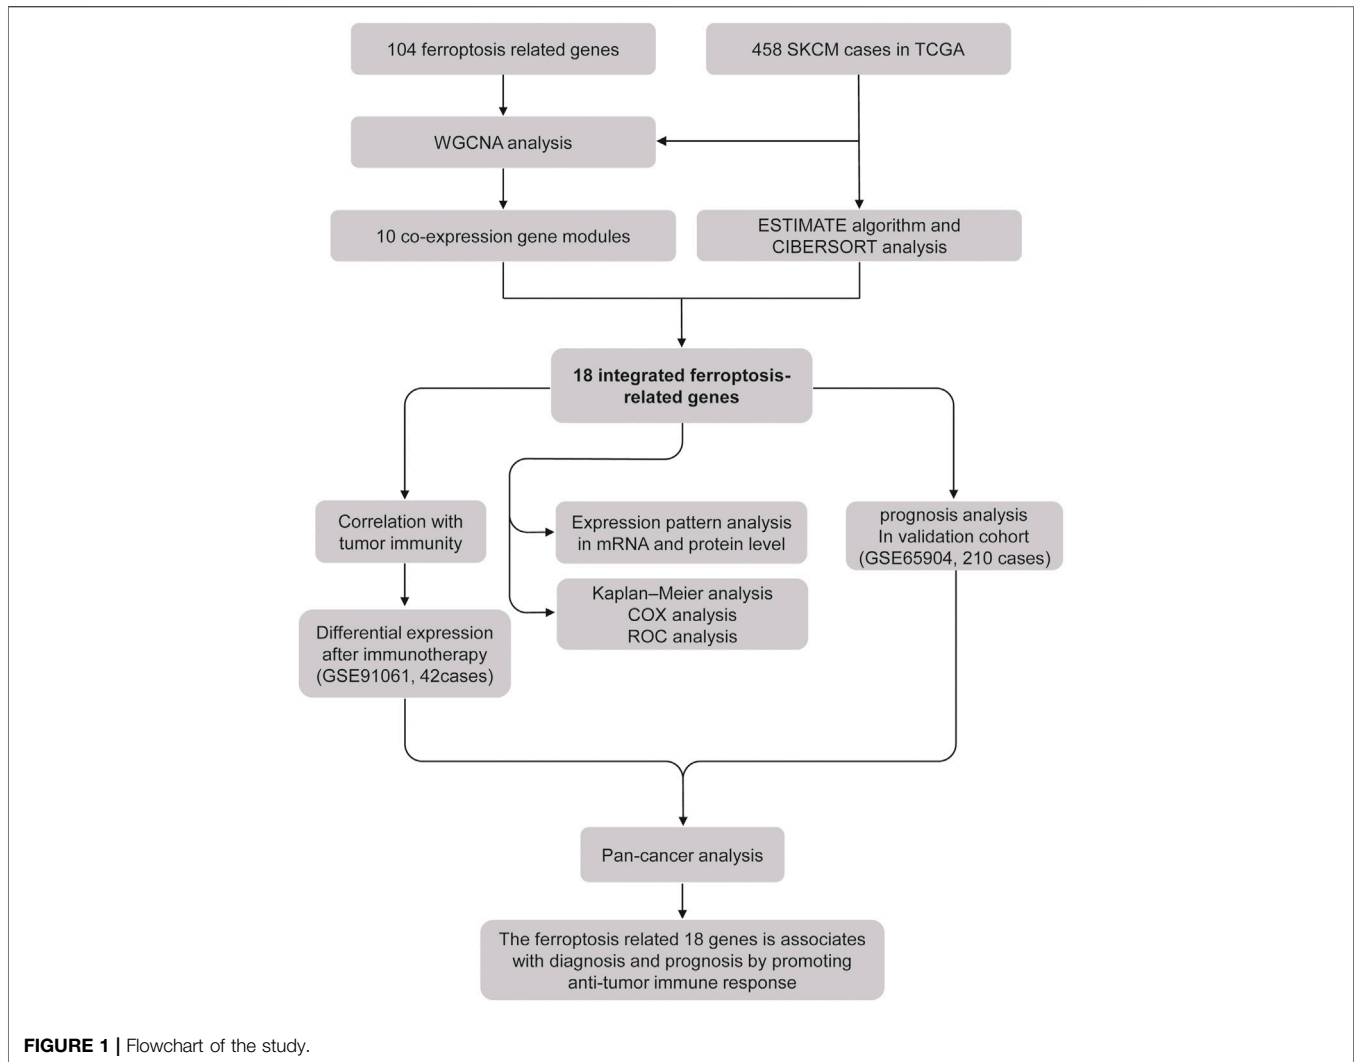 104 ferroptosis related genes
458 SKCM cases in TCGA
WGCNA analysis
10 co-expression gene modules
ESTIMATE algorithm and
CIBERSORT analysis
18 integrated ferroptosis-
related genes
Correlation with
tumor immunity
Expression pattern analysis
in mRNA and protein level
prognosis analysis
In validation cohort
(GSE65904, 210 cases)
Kaplan–Meier analysis
COX analysis
ROC analysis
Differential expression
after immunotherapy
(GSE91061, 42cases)
Pan-cancer analysis
The ferroptosis related 18 genes is associates
with diagnosis and prognosis by promoting
anti-tumor immune response
FIGURE 1 | Flowchart of the study.